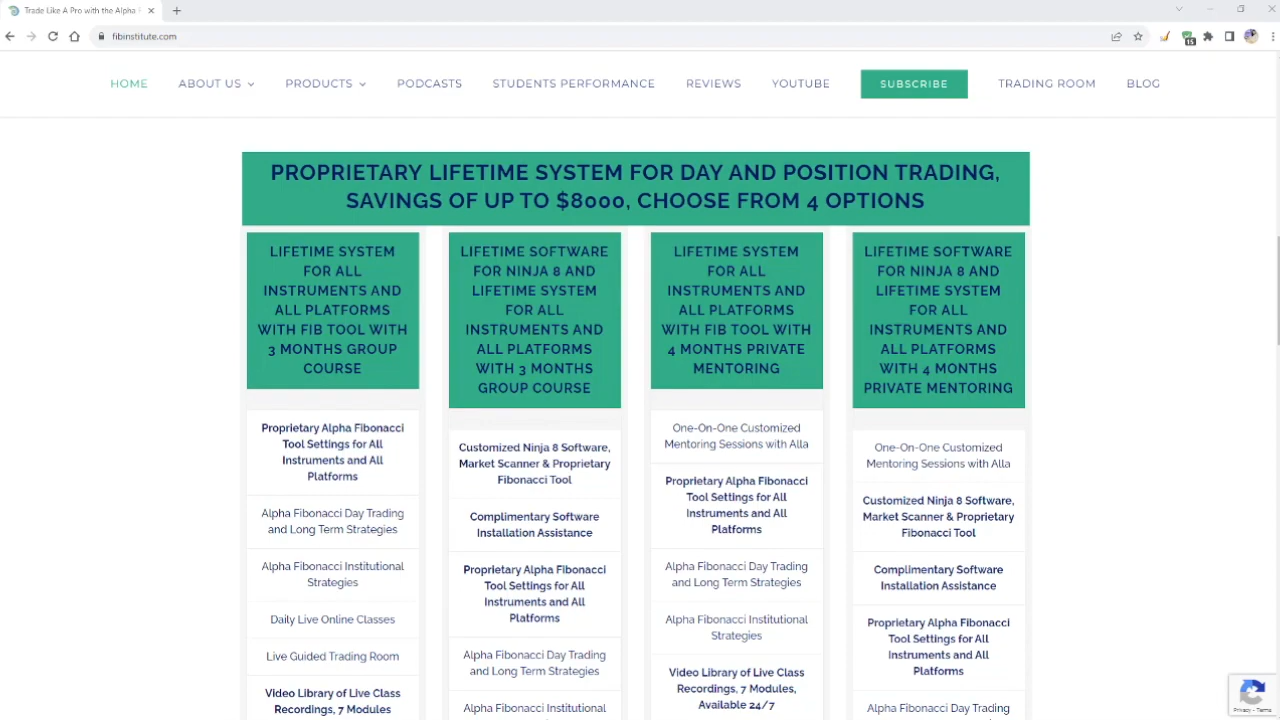 Trade Like A Pro with the Alpha
fibinstitute.com
15
HOME
ABOUT US
PRODUCTS
PODCASTS
STUDENTS PERFORMANCE
REVIEWS
YOUTUBE
SUBSCRIBE
TRADING ROOM
BLOG
PROPRIETARY LIFETIME SYSTEM FOR DAY AND POSITION TRADING,
SAVINGS OF UP TO $8000, CHOOSE FROM 4 OPTIONS
LIFETIME SYSTEM
FOR ALL
INSTRUMENTS AND
ALL PLATFORMS
WITH FIB TOOL WITH
3 MONTHS GROUP
COURSE
Proprietary Alpha Fibonacci
Tool Settings for All
Instruments and All
Platforms
Alpha Fibonacci Day Trading
and Long Term Strategies
Alpha Fibonacci Institutional
Strategies
Daily Live Online Classes
Live Guided Trading Room
Video Library of Live Class
Recordings, 7 Modules
LIFETIME SOFTWARE
FOR NINJA 8 AND
LIFETIME SYSTEM
FOR ALL
INSTRUMENTS AND
ALL PLATFORMS
WITH 3 MONTHS
GROUP COURSE
Customized Ninja 8 Software,
Market Scanner & Proprietary
Fibonacci Tool
Complimentary Software
Installation Assistance
Proprietary Alpha Fibonacci
Tool Settings for All
Instruments and All
Platforms
Alpha Fibonacci Day Trading
and Long Term Strategies
Alpha Fibonacci Institutional
LIFETIME SYSTEM
FOR ALL
INSTRUMENTS AND
ALL PLATFORMS
WITH FIB TOOL WITH
4 MONTHS PRIVATE
MENTORING
One-On-One Customized
Mentoring Sessions with Alla
Proprietary Alpha Fibonacci
Tool Settings for All
Instruments and All
Platforms
Alpha Fibonacci Day Trading
and Long Term Strategies
Alpha Fibonacci Institutional
Strategies
Video Library of Live Class
Recordings, 7 Modules,
Available 24/7
LIFETIME SOFTWARE
FOR NINJA 8 AND
LIFETIME SYSTEM
FOR ALL
INSTRUMENTS AND
ALL PLATFORMS
WITH 4 MONTHS
PRIVATE MENTORING
One-On-One Customized
Mentoring Sessions with Alla
Customized Ninja 8 Software,
Market Scanner & Proprietary
Fibonacci Tool
Complimentary Software
Installation Assistance
Proprietary Alpha Fibonacci
Tool Settings for All
Instruments and All
Platforms
Alpha Fibonacci Day Trading
Privacy - Terms